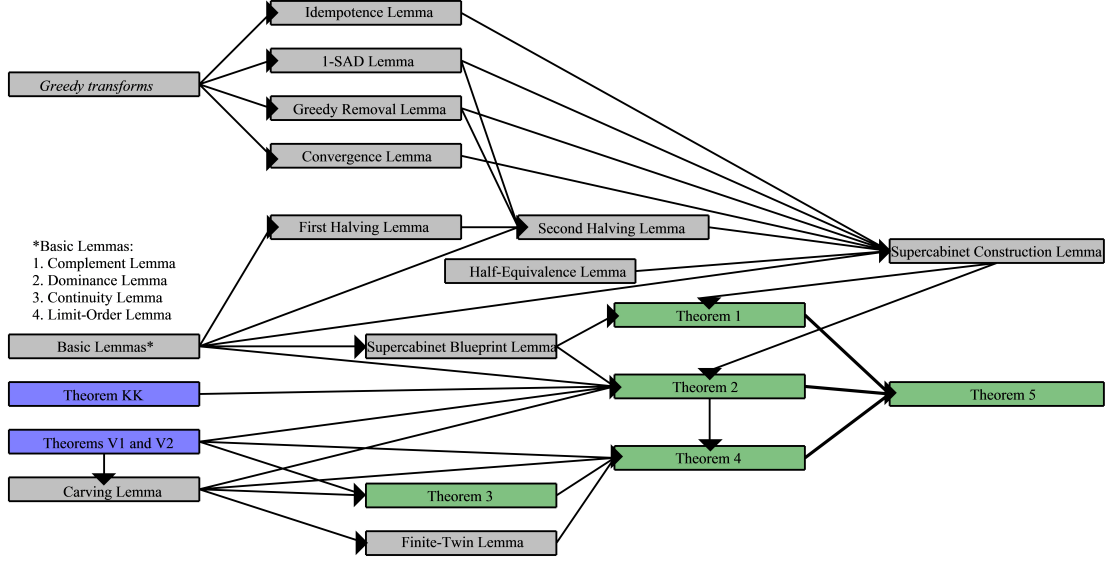 Idempotence Lemma
1-SAD Lemma
Greedy transforms
Greedy Removal Lemma
Convergence Lemma
First Halving Lemma
Second Halving Lemma
*Basic Lemmas:
1. Complement Lemma
2. Dominance Lemma
3. Continuity Lemma
4. Limit-Order Lemma
Supercabinet Construction Lemma
Half-Equivalence Lemma
Theorem 1
Basic Lemmas*
Supercabinet Blueprint Lemma
Theorem KK
Theorem 2
Theorem 5
Theorems V1 and V2
Theorem 4
Carving Lemma
Theorem 3
Finite-Twin Lemma